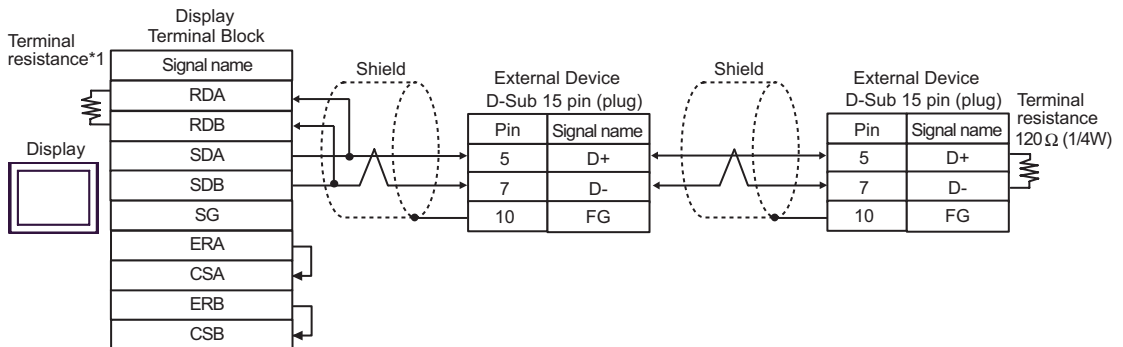 Display
Terminal Block
Terminal
resistance*1
Signal name
RDA
RDB
SDA
SDB
SG
ERA
CSA
ERB
CSB
Display
Shield
External Device
D-Sub 15 pin (plug)
Pin Signal name
5 D+
7 D-
10 FG
Shield
External Device
D-Sub 15 pin (plug)
Pin Signal name
5 D+
7 D-
10 FG
Terminal
resistance
120Ω (1/4W)